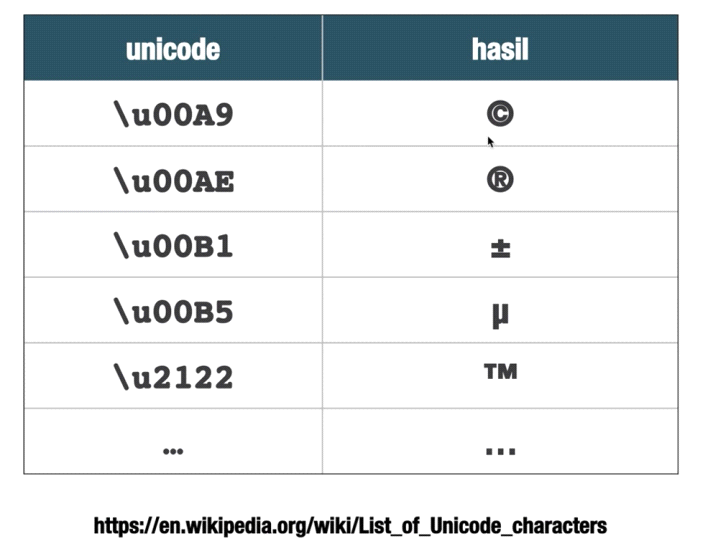 unicode hasil
\u00A9 ©
\u00AE ®
\u00B1 ±
\u00B5 µ
\u2122 ™
... ...
https://en.wikipedia.org/wiki/List_of_Unicode_characters